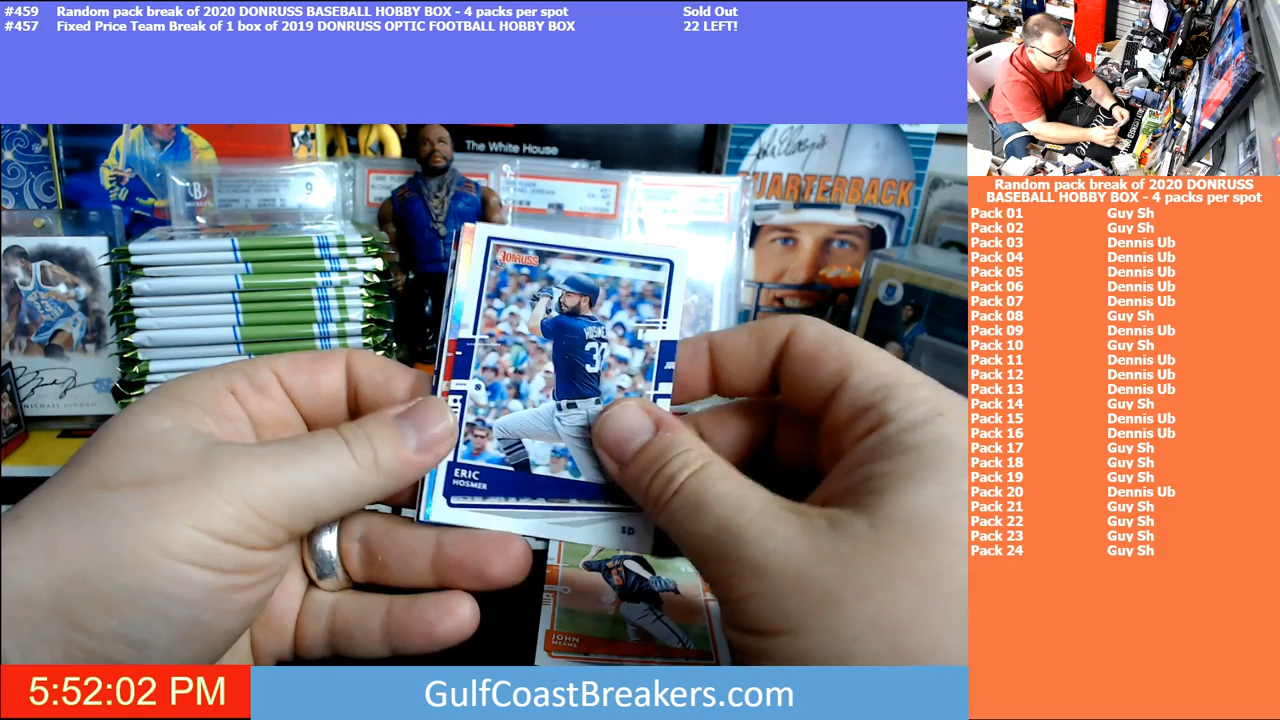 #459 Random pack break of 2020 DONRUSS BASEBALL HOBBY BOX - 4 packs per spot Sold Out
#457 Fixed Price Team Break of 1 box of 2019 DONRUSS OPTIC FOOTBALL HOBBY BOX 22 LEFT!
The White House
QUARTERBACK
9
MICHAEL JORDAN
DONRUSS
HOSMER
30
ERIC
HOSMER
SD
JOHN
MEANS
Random pack break of 2020 DONRUSS
BASEBALL HOBBY BOX - 4 packs per spot
Pack 01 Guy Sh
Pack 02 Guy Sh
Pack 03 Dennis Ub
Pack 04 Dennis Ub
Pack 05 Dennis Ub
Pack 06 Dennis Ub
Pack 07 Dennis Ub
Pack 08 Guy Sh
Pack 09 Dennis Ub
Pack 10 Guy Sh
Pack 11 Dennis Ub
Pack 12 Dennis Ub
Pack 13 Dennis Ub
Pack 14 Guy Sh
Pack 15 Dennis Ub
Pack 16 Dennis Ub
Pack 17 Guy Sh
Pack 18 Guy Sh
Pack 19 Guy Sh
Pack 20 Dennis Ub
Pack 21 Guy Sh
Pack 22 Guy Sh
Pack 23 Guy Sh
Pack 24 Guy Sh
5:52:02 PM
GulfCoastBreakers.com